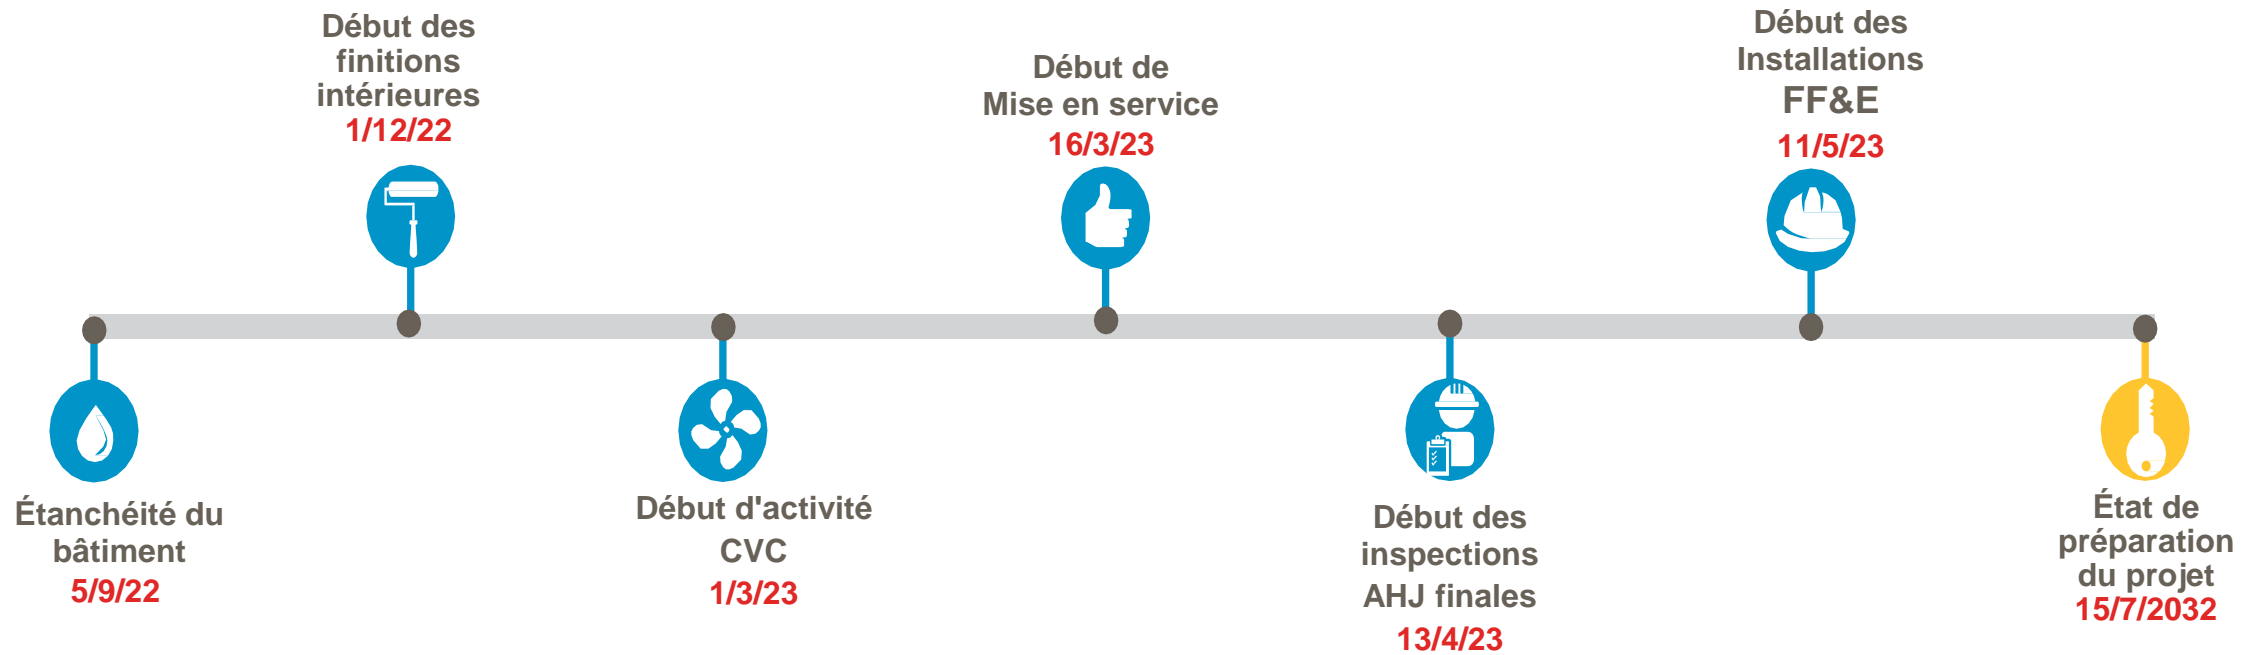 Étanchéité du
bâtiment
5/9/22
Début des
finitions
intérieures
1/12/22
Début d'activité
CVC
1/3/23
Début de
Mise en service
16/3/23
Début des
inspections
AHJ finales
13/4/23
Début des
Installations
FF&E
11/5/23
État de
préparation
du projet
15/7/2032